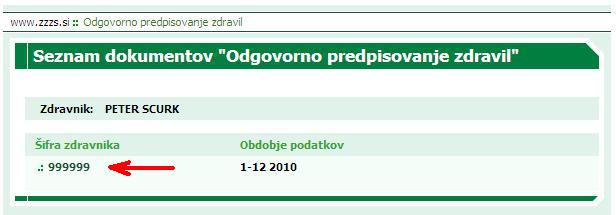 www.zzzs.si :: Odgovorno predpisovanje zdravil
Seznam dokumentov "Odgovorno predpisovanje zdravil"
Zdravnik: PETER SCURK
Šifra zdravnika Obdobje podatkov
.: 999999 1-12 2010